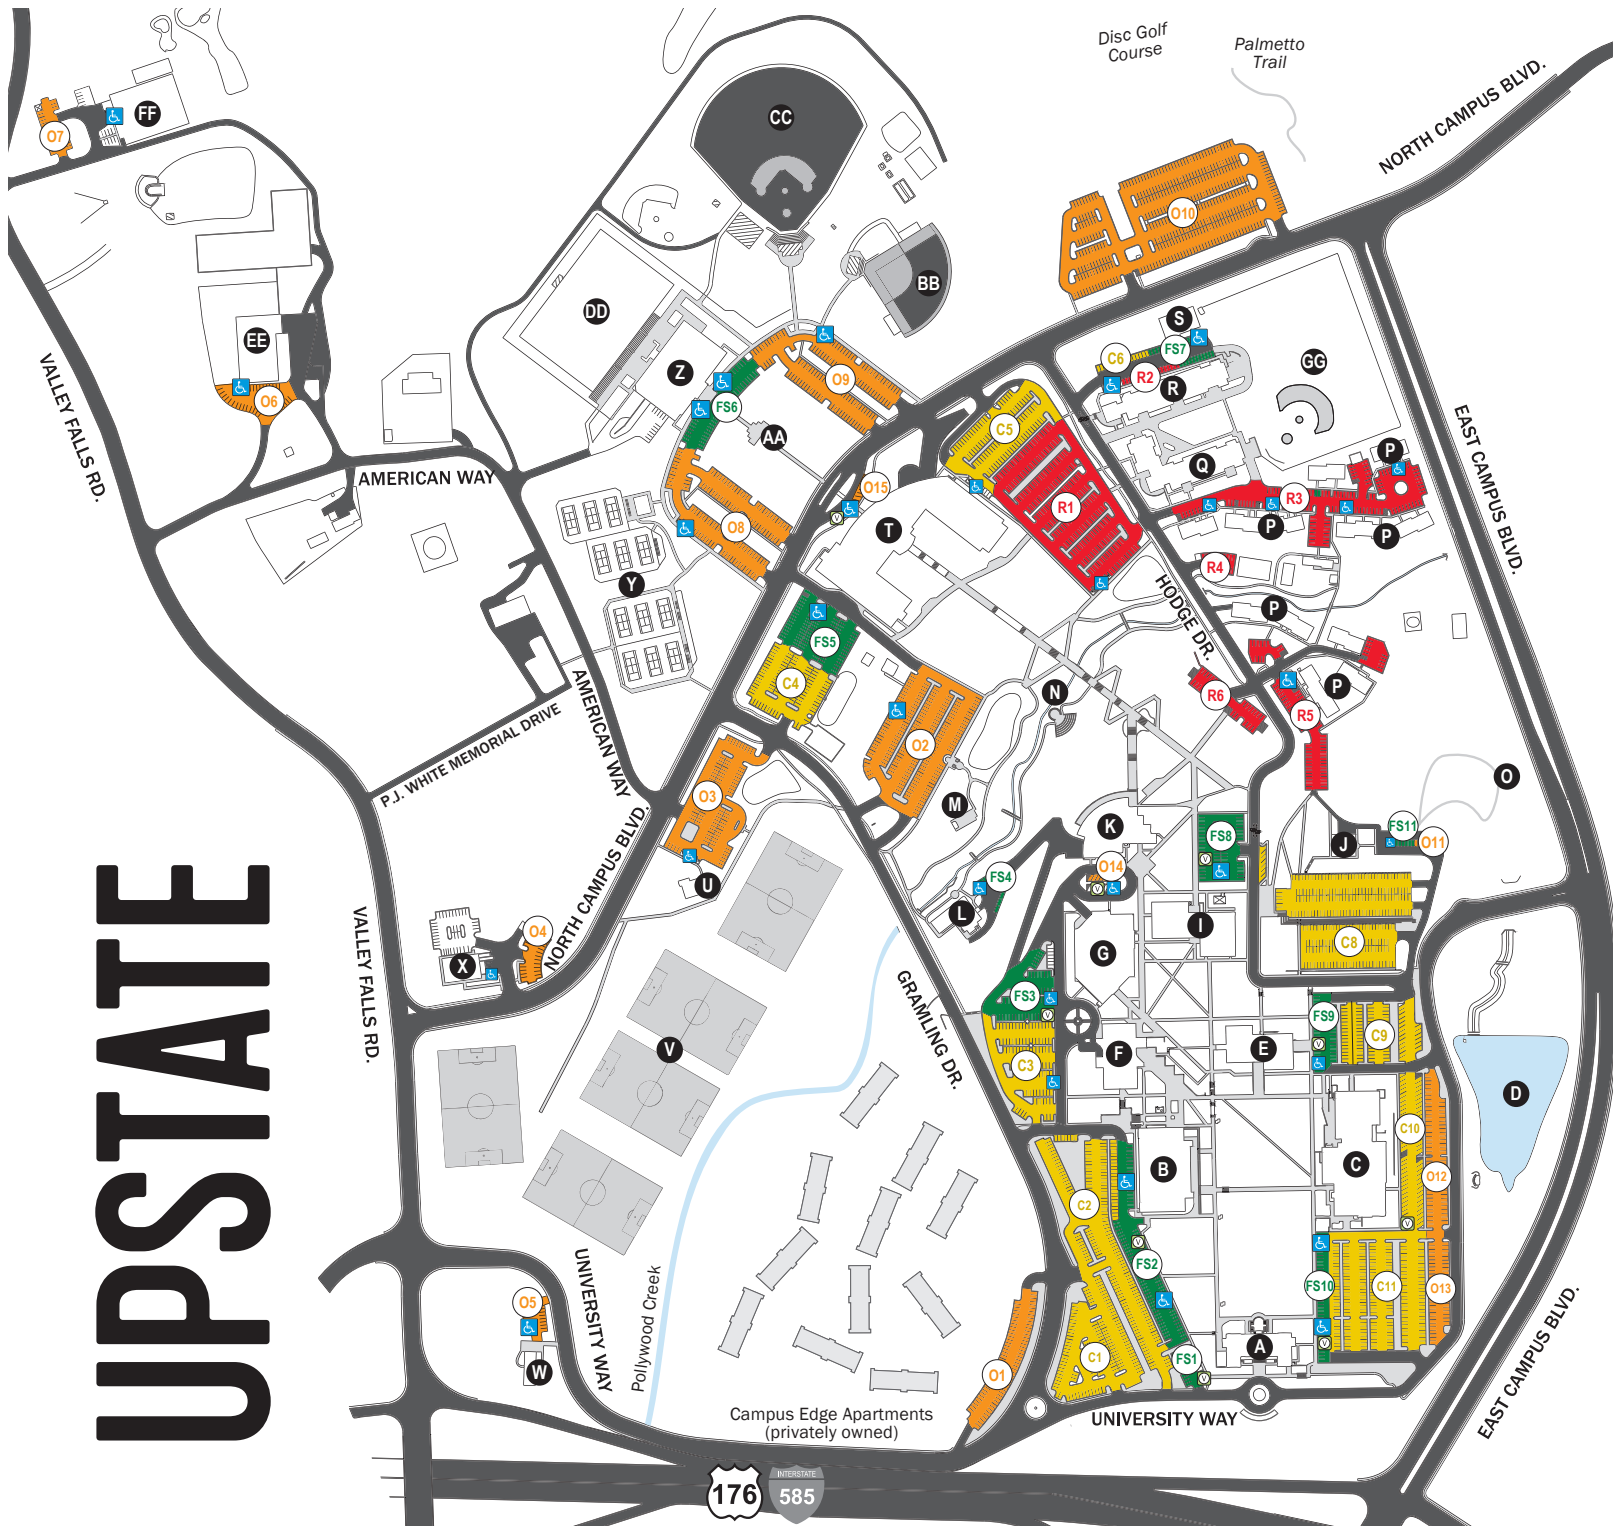 Disc Golf
Course
Palmetto
Trail
NORTH CAMPUS BLVD.
FF
O7
CC
O10
BB
DD
S
EE
Z
O9
C6
FS7
R2
R
GG
VALLEY FALLS RD.
O6
FS6
AA
C5
EAST CAMPUS BLVD.
AMERICAN WAY
Q
P
O15
V
R1
R3
O8
T
P
P
Y
R4
HODGE DR.
P
FS5
C4
P
N
R6
R5
AMERICAN WAY
P.J. WHITE MEMORIAL DRIVE
O2
O3
M
O
K
FS8
V
J
FS11
O11
NORTH CAMPUS BLVD.
U
FS4
O14
V
L
I
C8
UPSTATE
VALLEY FALLS RD.
O4
X
G
GRAMLING DR.
FS3
V
FS9
V
C9
V
F
E
C3
D
C10
B
C
O12
C2
V
V
FS2
UNIVERSITY WAY
Pollywood Creek
FS10
C11
O13
O5
W
O1
C1
FS1
V
A
V
EAST CAMPUS BLVD.
Campus Edge Apartments
(privately owned)
UNIVERSITY WAY
176
INTERSTATE
585